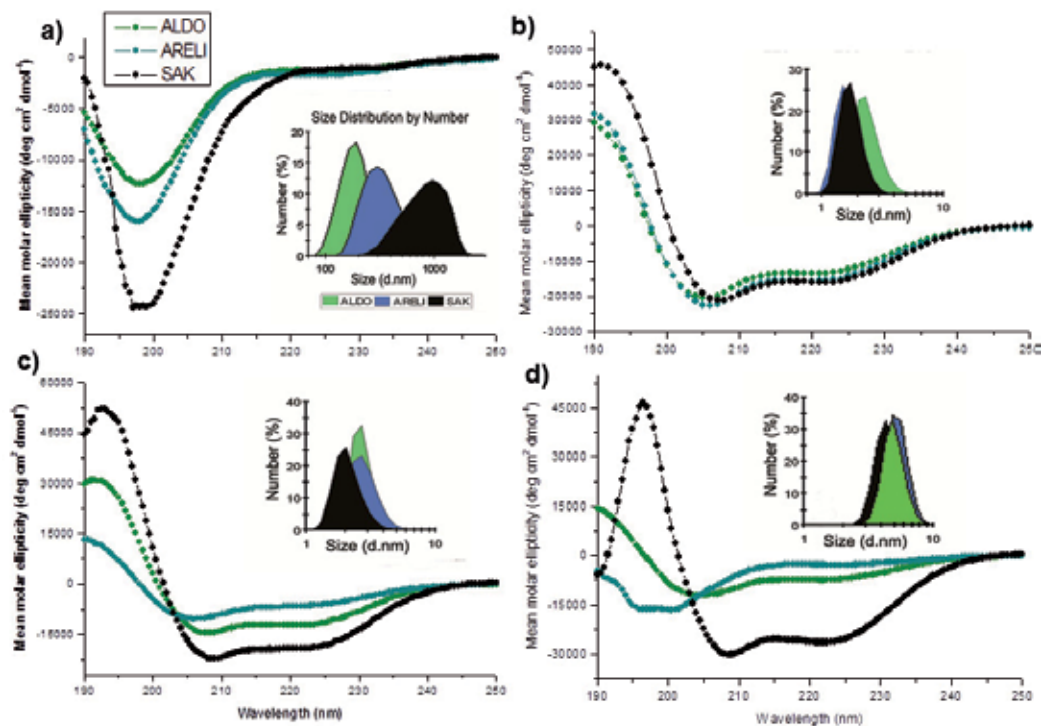 a)
ALDO
ARELI
SAK
Mean molar ellipticity (deg cm² dmol⁻¹)
0
-5000
-10000
-15000
-20000
-25000
190 200 210 220 230 240 250
Size Distribution by Number
Number (%)
20
15
10
5
0
100 1000
Size (d.nm)
ALDO ARELI SAK
b)
Mean molar ellipticity (deg cm² dmol⁻¹)
50000
40000
30000
20000
10000
0
-10000
-20000
-30000
190 200 210 220 230 240 250
Number (%)
30
20
10
0
1 10
Size (d.nm)
c)
Mean molar ellipticity (deg cm² dmol⁻¹)
60000
45000
30000
15000
0
-15000
190 200 210 220 230 240 250
Wavelength (nm)
Number (%)
40
30
20
10
0
1 10
Size (d.nm)
d)
Mean molar ellipticity (deg cm² dmol⁻¹)
45000
30000
15000
0
-15000
-30000
190 200 210 220 230 240 250
Wavelength (nm)
Number (%)
40
30
20
10
0
1 10
Size (d.nm)